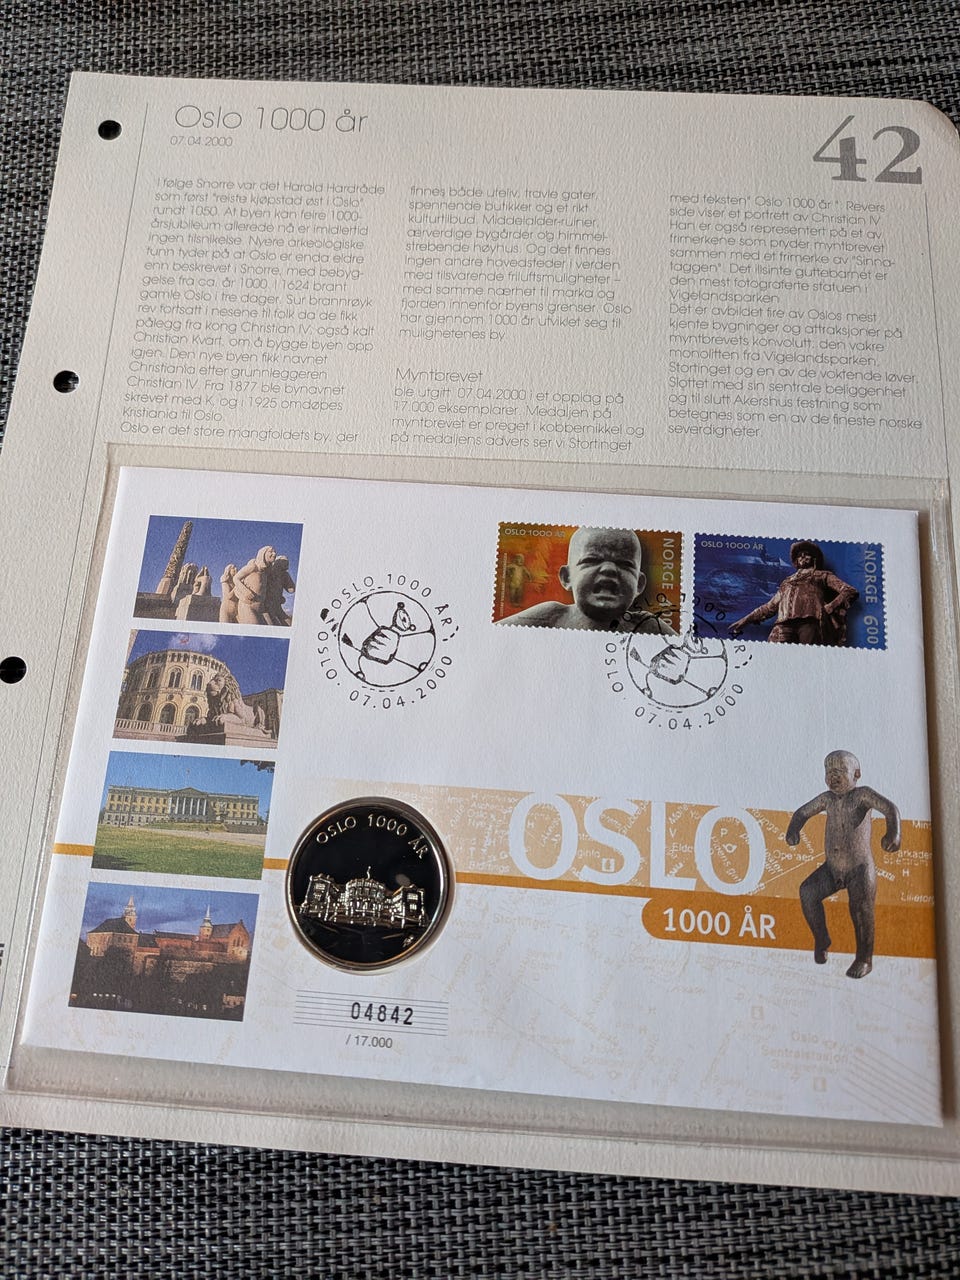 Oslo 1000 år
07.04.2000
42
I følge Snorre var det Harald Hardråde
som først "reiste kjøpstad øst i Oslo"
rundt 1050. At byen kan feire 1000-
årsjubileum allerede nå er imidlertid
ingen tilsnikelse. Nyere arkeologiske
funn tyder på at Oslo er enda eldre
enn beskrevet i Snorre, med bebyg-
gelse fra ca. år 1000. I 1624 brant
gamle Oslo i tre dager. Sur brannrøyk
rev fortsatt i nesene til folk da de fikk
pålegg fra kong Christian IV, også kalt
Christian Kvart, om å bygge byen opp
igjen. Den nye byen fikk navnet
Christiania etter grunnleggeren
Christian IV. Fra 1877 ble bynavnet
skrevet med K, og i 1925 omdøpes
Kristiania til Oslo.
Oslo er det store mangfoldets by, der
finnes både uteliv, travle gater,
spennende butikker og et rikt
kulturtilbud. Middelalder-ruiner,
ærverdige bygårder og himmel-
strebende høyhus. Og det finnes
ingen andre hovedsteder i verden
med tilsvarende friluftsmuligheter –
med samme nærhet til marka og
fjorden innenfor byens grenser. Oslo
har gjennom 1000 år utviklet seg til
mulighetenes by.
Myntbrevet
ble utgitt 07.04.2000 i et opplag på
17.000 eksemplarer. Medaljen på
myntbrevet er preget i kobbernikkel og
på medaljens advers ser vi Stortinget
med teksten" Oslo 1000 år ". Revers
side viser et portrett av Christian IV.
Han er også representert på et av
frimerkene som pryder myntbrevet
sammen med et frimerke av "Sinna-
taggen". Det illsinte guttebarnet er
den mest fotograferte statuen i
Vigelandsparken.
Det er avbildet fire av Oslos mest
kjente bygninger og attraksjoner på
myntbrevets konvolutt; den vakre
monolitten fra Vigelandsparken,
Stortinget og en av de voktende løver,
Slottet med sin sentrale beliggenhet
og til slutt Akershus festning som
betegnes som en av de fineste norske
severdigheter.
OSLO 1000 ÅR
NORGE
OSLO 1000 ÅR
NORGE 6.00
OSLO 1000 ÅR
OSLO · 07.04.2000
OSLO 1000 ÅR
OSLO · 07.04.2000
OSLO 1000 ÅR
OSLO
1000 ÅR
Operaen
Stortinget
Oslo
Sentralstasjon
04842
/ 17.000